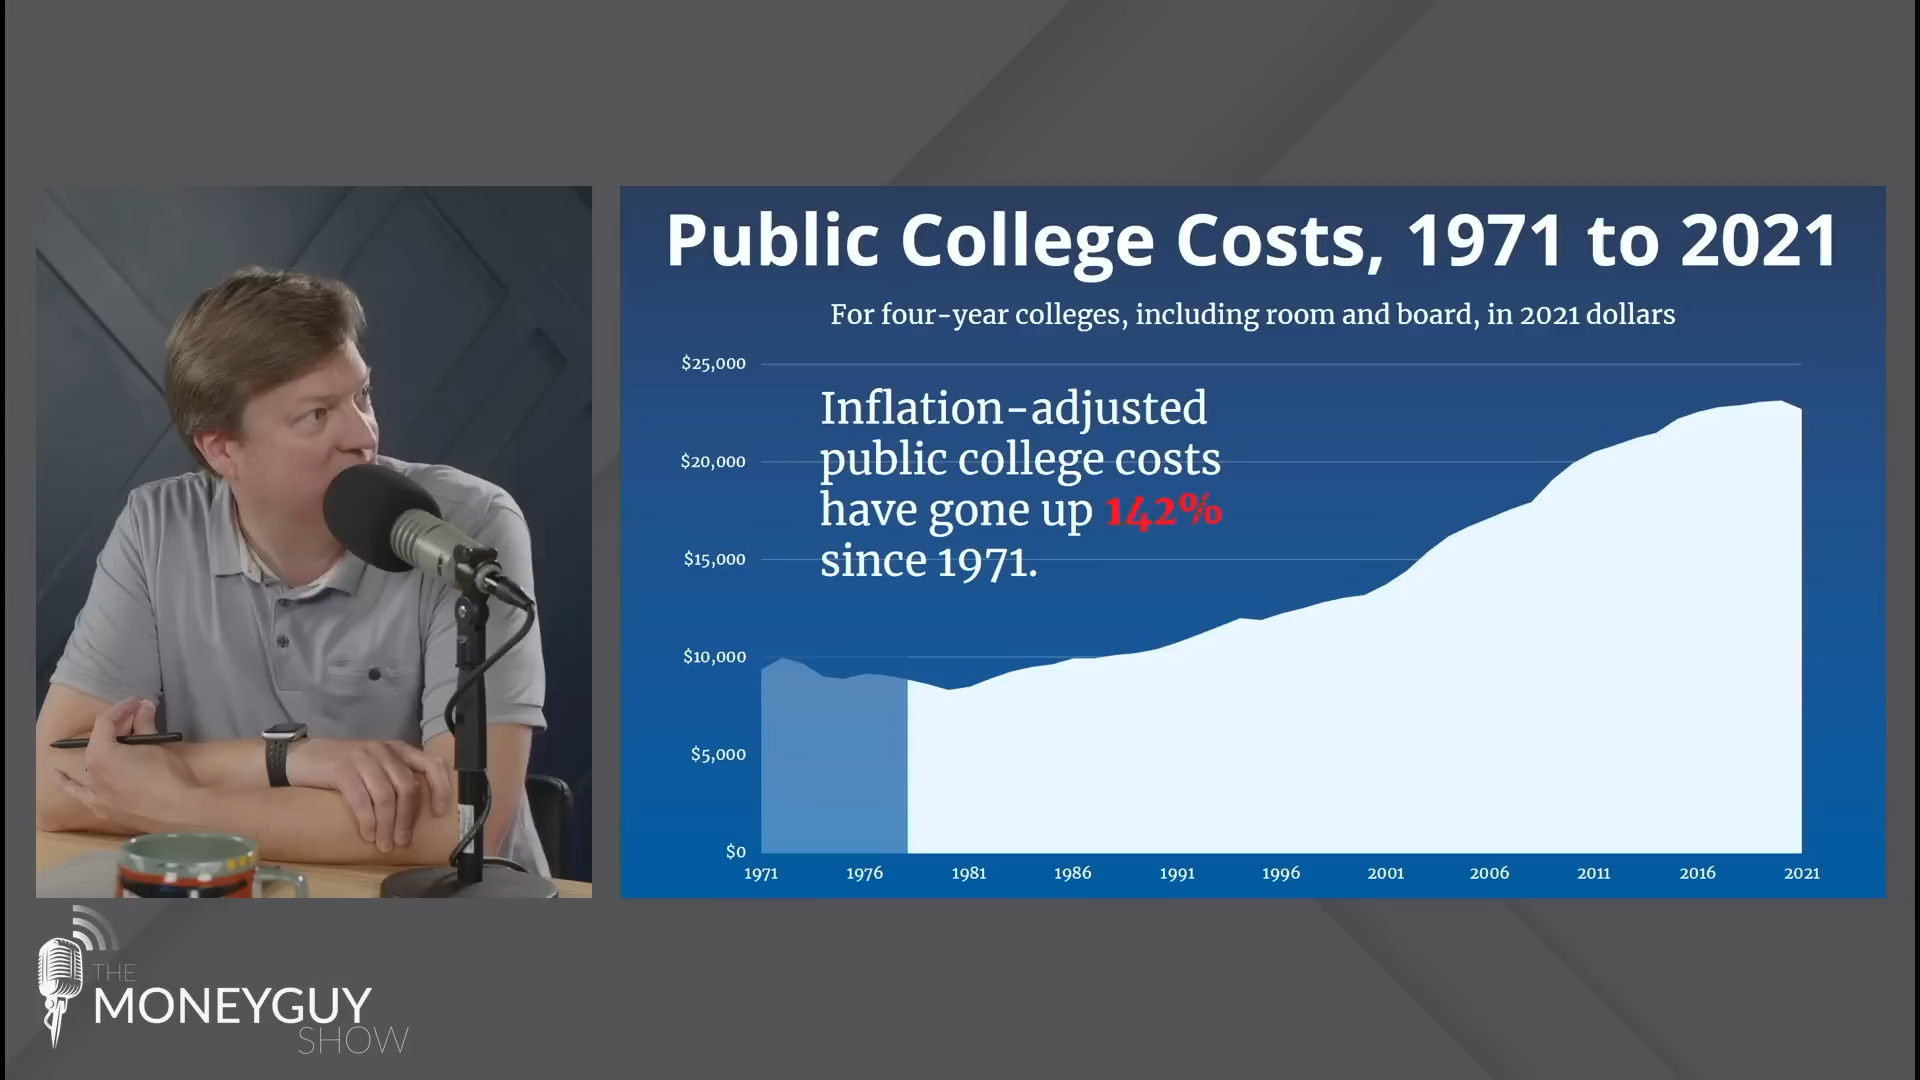 Public College Costs, 1971 to 2021
For four-year colleges, including room and board, in 2021 dollars
$25,000
Inflation-adjusted
public college costs
$20,000
have gone up 142%
$15,000
since 1971.
$10,000
$5,000
$0
1971 1976 1981 1986 1991 1996 2001 2006 2011 2016 2021
THE
MONEYGUY
SHOW